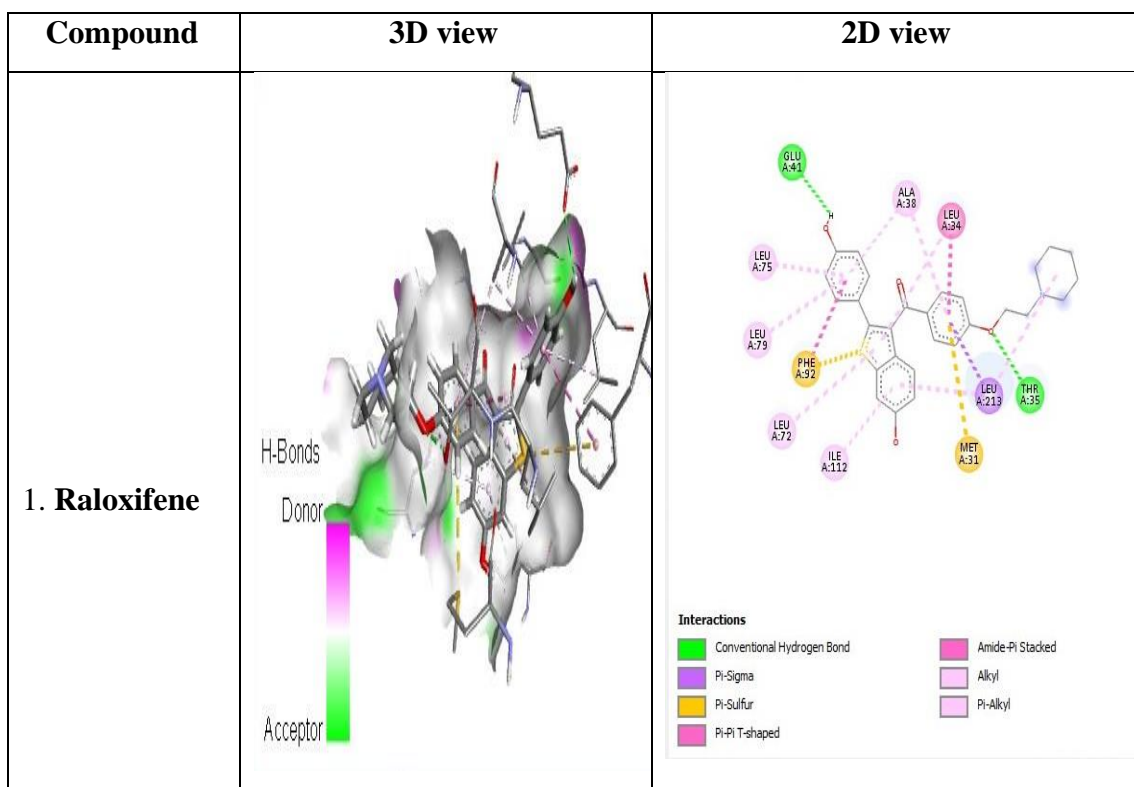 Compound
3D view
2D view
1. Raloxifene
H-Bonds
Donor
Acceptor
GLU
A:41
H
O
ALA
A:38
LEU
A:34
LEU
A:75
O
N
LEU
A:79
O
PHE
A:92
S
LEU
A:213
THR
A:35
LEU
A:72
MET
A:31
ILE
A:112
O
Interactions
Conventional Hydrogen Bond
Pi-Sigma
Pi-Sulfur
Pi-Pi T-shaped
Amide-Pi Stacked
Alkyl
Pi-Alkyl